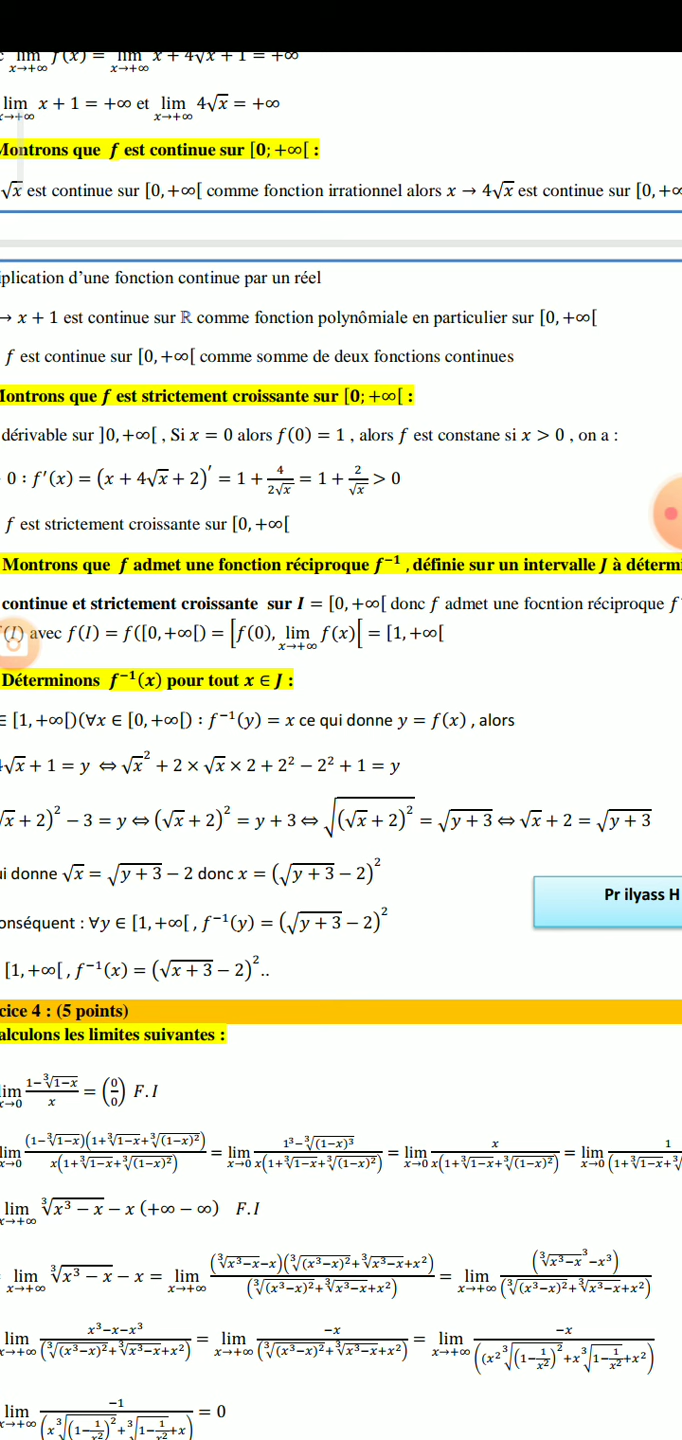 lim f(x) = lim x + 4√x + 1 = +∞
x→+∞ x→+∞
lim x + 1 = +∞ et lim 4√x = +∞
x→+∞ x→+∞
Montrons que f est continue sur [0; +∞[ :
√x est continue sur [0, +∞[ comme fonction irrationnel alors x → 4√x est continue sur [0, +∞
iplication d’une fonction continue par un réel
→ x + 1 est continue sur ℝ comme fonction polynômiale en particulier sur [0, +∞[
f est continue sur [0, +∞[ comme somme de deux fonctions continues
Montrons que f est strictement croissante sur [0; +∞[ :
dérivable sur ]0, +∞[ , Si x = 0 alors f(0) = 1 , alors f est constane si x > 0 , on a :
0 : f′(x) = (x + 4√x + 2)′ = 1 + 4/(2√x) = 1 + 2/√x > 0
f est strictement croissante sur [0, +∞[
Montrons que f admet une fonction réciproque f⁻¹ , définie sur un intervalle J à déterm
continue et strictement croissante sur I = [0, +∞[ donc f admet une focntion réciproque f
(I) avec f(I) = f([0, +∞[) = [f(0), lim x→+∞ f(x)[ = [1, +∞[
Déterminons f⁻¹(x) pour tout x ∈ J :
∈ [1, +∞[)(∀x ∈ [0, +∞[) : f⁻¹(y) = x ce qui donne y = f(x) , alors
√x + 1 = y ⇔ √x² + 2 × √x × 2 + 2² − 2² + 1 = y
√x + 2)² − 3 = y ⇔ (√x + 2)² = y + 3 ⇔ √((√x + 2)²) = √(y + 3) ⇔ √x + 2 = √(y + 3)
ui donne √x = √(y + 3) − 2 donc x = (√(y + 3) − 2)²
Pr ilyass H
onséquent : ∀y ∈ [1, +∞[ , f⁻¹(y) = (√(y + 3) − 2)²
[1, +∞[ , f⁻¹(x) = (√(x + 3) − 2)²..
cice 4 : (5 points)
alculons les limites suivantes :
lim x→0 (1−∛(1−x))/x = (0/0) F.I
lim x→0 ((1−∛(1−x))(1+∛(1−x)+∛((1−x)²)))/(x(1+∛(1−x)+∛((1−x)²))) = lim x→0 (1³−∛((1−x)³))/(x(1+∛(1−x)+∛((1−x)²))) = lim x→0 x/(x(1+∛(1−x)+∛((1−x)²))) = lim x→0 1/(1+∛(1−x)+∛
lim x→+∞ ∛(x³ − x) − x (+∞ − ∞) F.I
lim x→+∞ ∛(x³ − x) − x = lim x→+∞ ((∛(x³−x)−x)(∛((x³−x)²)+∛(x³−x)+x²))/(∛((x³−x)²)+∛(x³−x)+x²) = lim x→+∞ (∛(x³−x)³−x³)/(∛((x³−x)²)+∛(x³−x)+x²)
lim x→+∞ (x³−x−x³)/(∛((x³−x)²)+∛(x³−x)+x²) = lim x→+∞ −x/(∛((x³−x)²)+∛(x³−x)+x²) = lim x→+∞ −x/((x²∛((1−1/x²)²)+x∛(1−1/x²)+x²)
lim x→+∞ −1/(x∛((1−1/x²)²)+∛(1−1/x²)+x) = 0